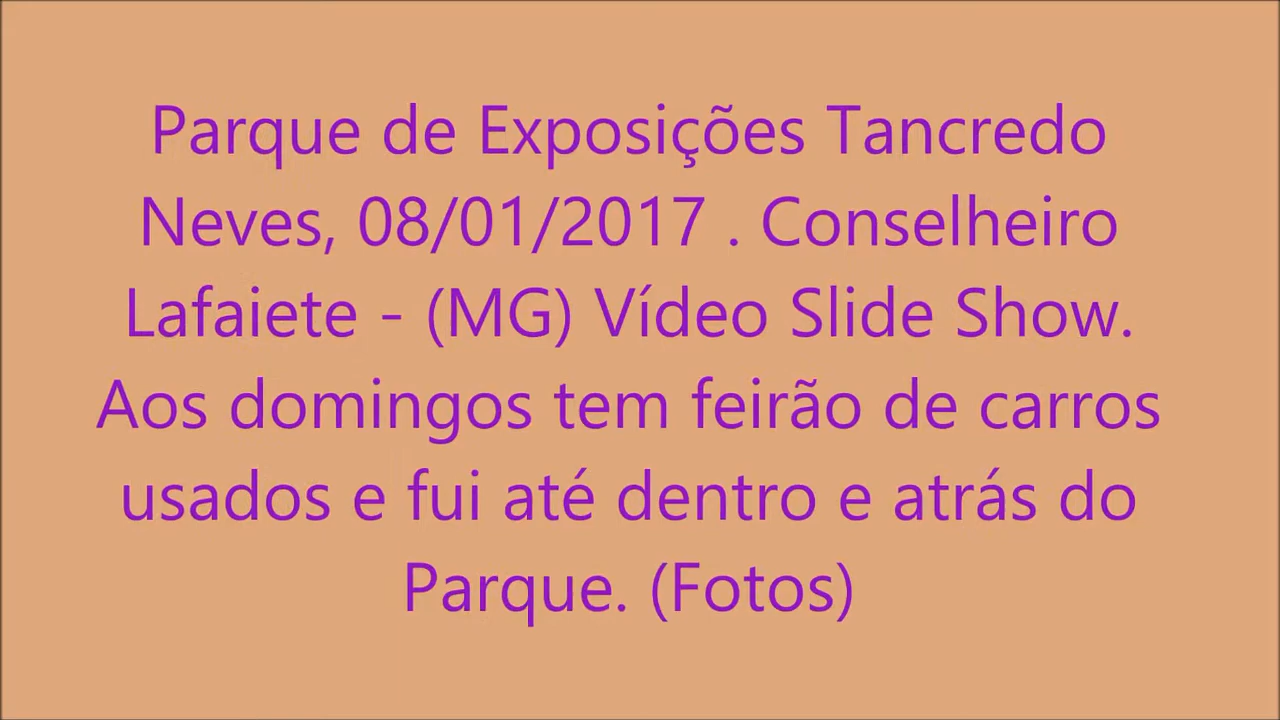 Parque de Exposições Tancredo
Neves, 08/01/2017 . Conselheiro
Lafaiete - (MG) Vídeo Slide Show.
Aos domingos tem feirão de carros
usados e fui até dentro e atrás do
Parque. (Fotos)